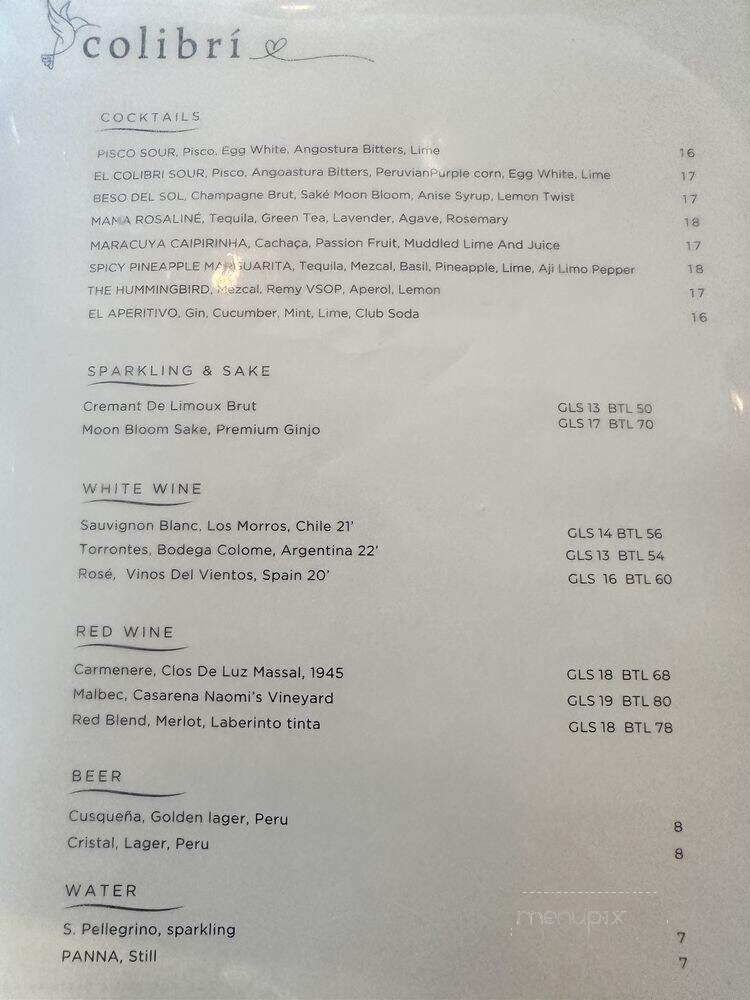 colibrí
COCKTAILS
PISCO SOUR, Pisco, Egg White, Angostura Bitters, Lime 16
EL COLIBRI SOUR, Pisco, Angoastura Bitters, PeruvianPurple corn, Egg White, Lime 17
BESO DEL SOL, Champagne Brut, Saké Moon Bloom, Anise Syrup, Lemon Twist 17
MAMA ROSALINÉ, Tequila, Green Tea, Lavender, Agave, Rosemary 18
MARACUYA CAIPIRINHA, Cachaça, Passion Fruit, Muddled Lime And Juice 17
SPICY PINEAPPLE MARGUARITA, Tequila, Mezcal, Basil, Pineapple, Lime, Aji Limo Pepper 18
THE HUMMINGBIRD, Mezcal, Remy VSOP, Aperol, Lemon 17
EL APERITIVO, Gin, Cucumber, Mint, Lime, Club Soda 16
SPARKLING & SAKE
Cremant De Limoux Brut GLS 13 BTL 50
Moon Bloom Sake, Premium Ginjo GLS 17 BTL 70
WHITE WINE
Sauvignon Blanc, Los Morros, Chile 21' GLS 14 BTL 56
Torrontes, Bodega Colome, Argentina 22' GLS 13 BTL 54
Rosé, Vinos Del Vientos, Spain 20' GLS 16 BTL 60
RED WINE
Carmenere, Clos De Luz Massal, 1945 GLS 18 BTL 68
Malbec, Casarena Naomi's Vineyard GLS 19 BTL 80
Red Blend, Merlot, Laberinto tinta GLS 18 BTL 78
BEER
Cusqueña, Golden lager, Peru 8
Cristal, Lager, Peru 8
WATER
menupix
S. Pellegrino, sparkling 7
PANNA, Still 7